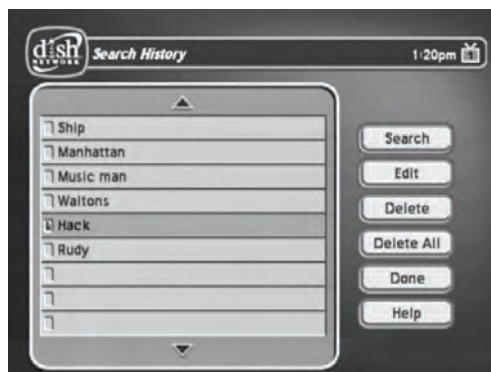 dish
NETWORK
Search History
1:20pm
Ship
Manhattan
Music man
Waltons
Hack
Rudy
Search
Edit
Delete
Delete All
Done
Help